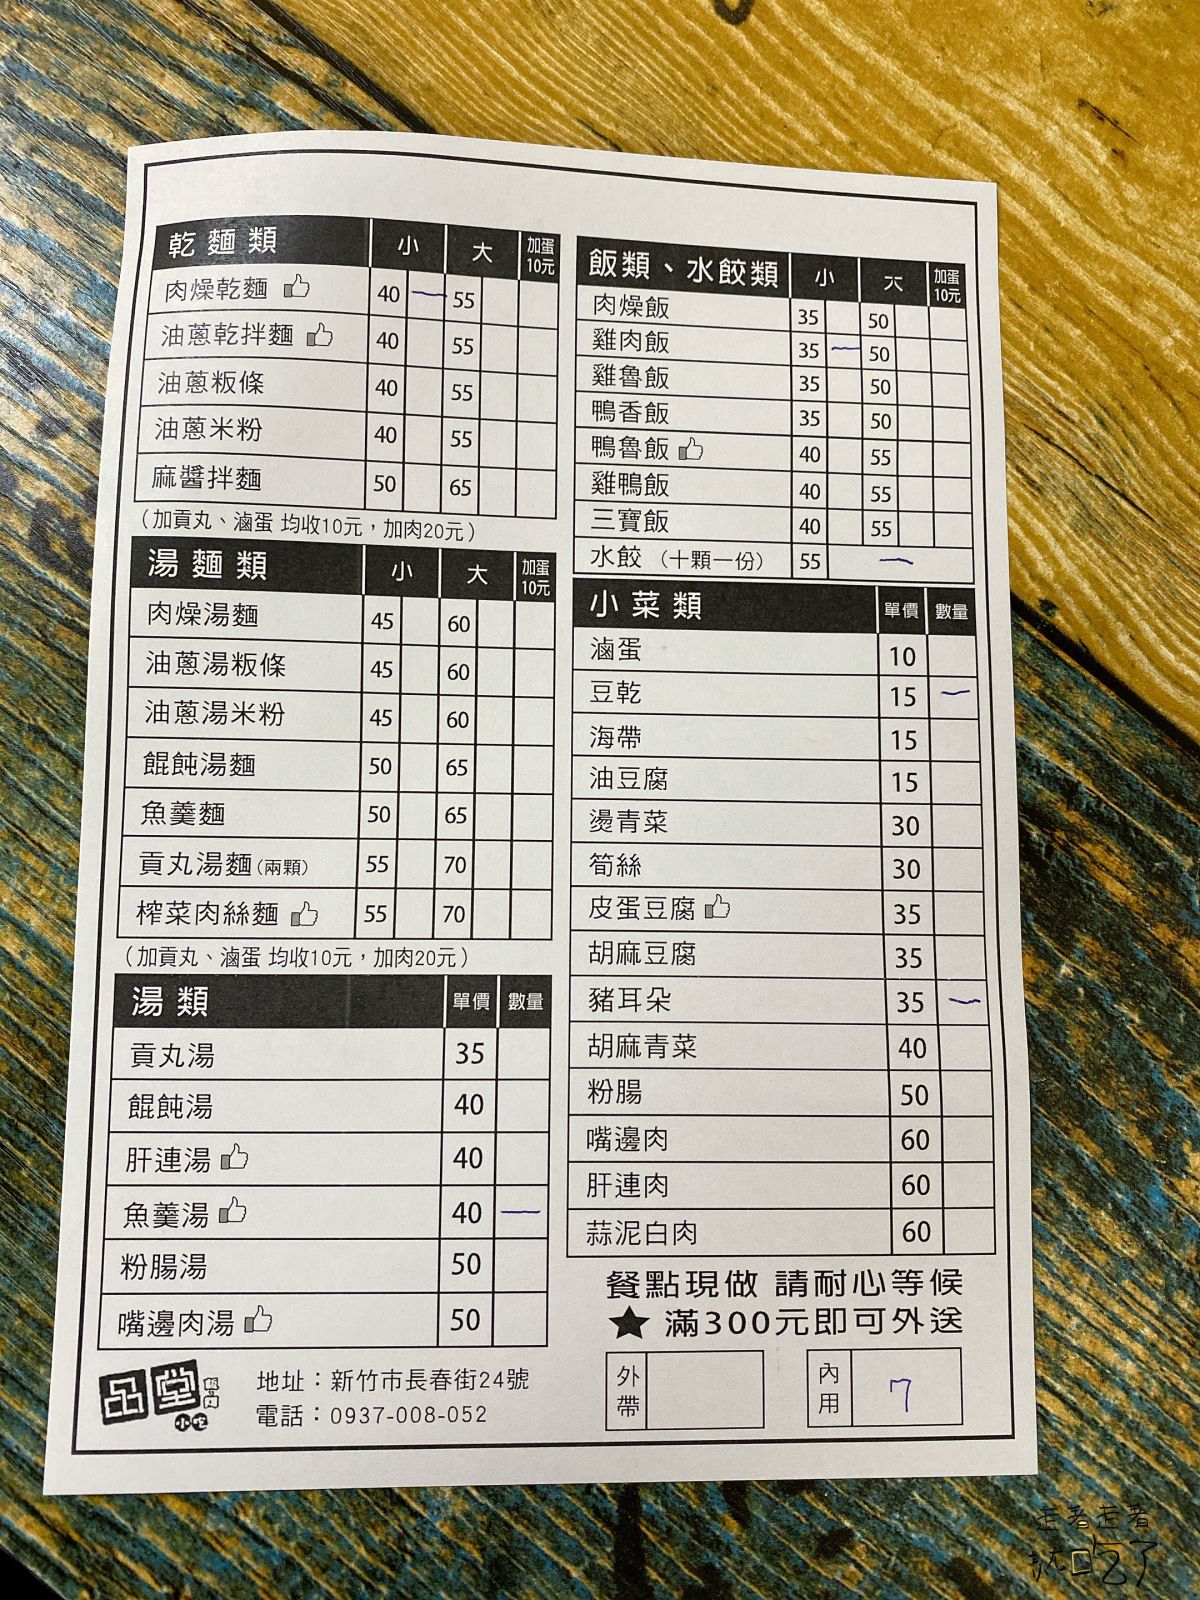 乾麵類 小 大 加蛋10元
肉燥乾麵 40 一 55
油蔥乾拌麵 40 55
油蔥粄條 40 55
油蔥米粉 40 55
麻醬拌麵 50 65
（加貢丸、滷蛋 均收10元，加肉20元）
湯麵類 小 大 加蛋10元
肉燥湯麵 45 60
油蔥湯粄條 45 60
油蔥湯米粉 45 60
餛飩湯麵 50 65
魚羹麵 50 65
貢丸湯麵(兩顆) 55 70
榨菜肉絲麵 55 70
（加貢丸、滷蛋 均收10元，加肉20元）
湯類 單價 數量
貢丸湯 35
餛飩湯 40
肝連湯 40
魚羹湯 40 一
粉腸湯 50
嘴邊肉湯 50
飯類、水餃類 小 大 加蛋10元
肉燥飯 35 50
雞肉飯 35 一 50
雞魯飯 35 50
鴨香飯 35 50
鴨魯飯 40 55
雞鴨飯 40 55
三寶飯 40 55
水餃（十顆一份） 55 一
小菜類 單價 數量
滷蛋 10
豆乾 15 一
海帶 15
油豆腐 15
燙青菜 30
筍絲 30
皮蛋豆腐 35
胡麻豆腐 35
豬耳朵 35 一
胡麻青菜 40
粉腸 50
嘴邊肉 60
肝連肉 60
蒜泥白肉 60
餐點現做 請耐心等候
★ 滿300元即可外送
外帶
內用 7
品堂 小吃
地址：新竹市長春街24號
電話：0937-008-052
走著走著
就吃了